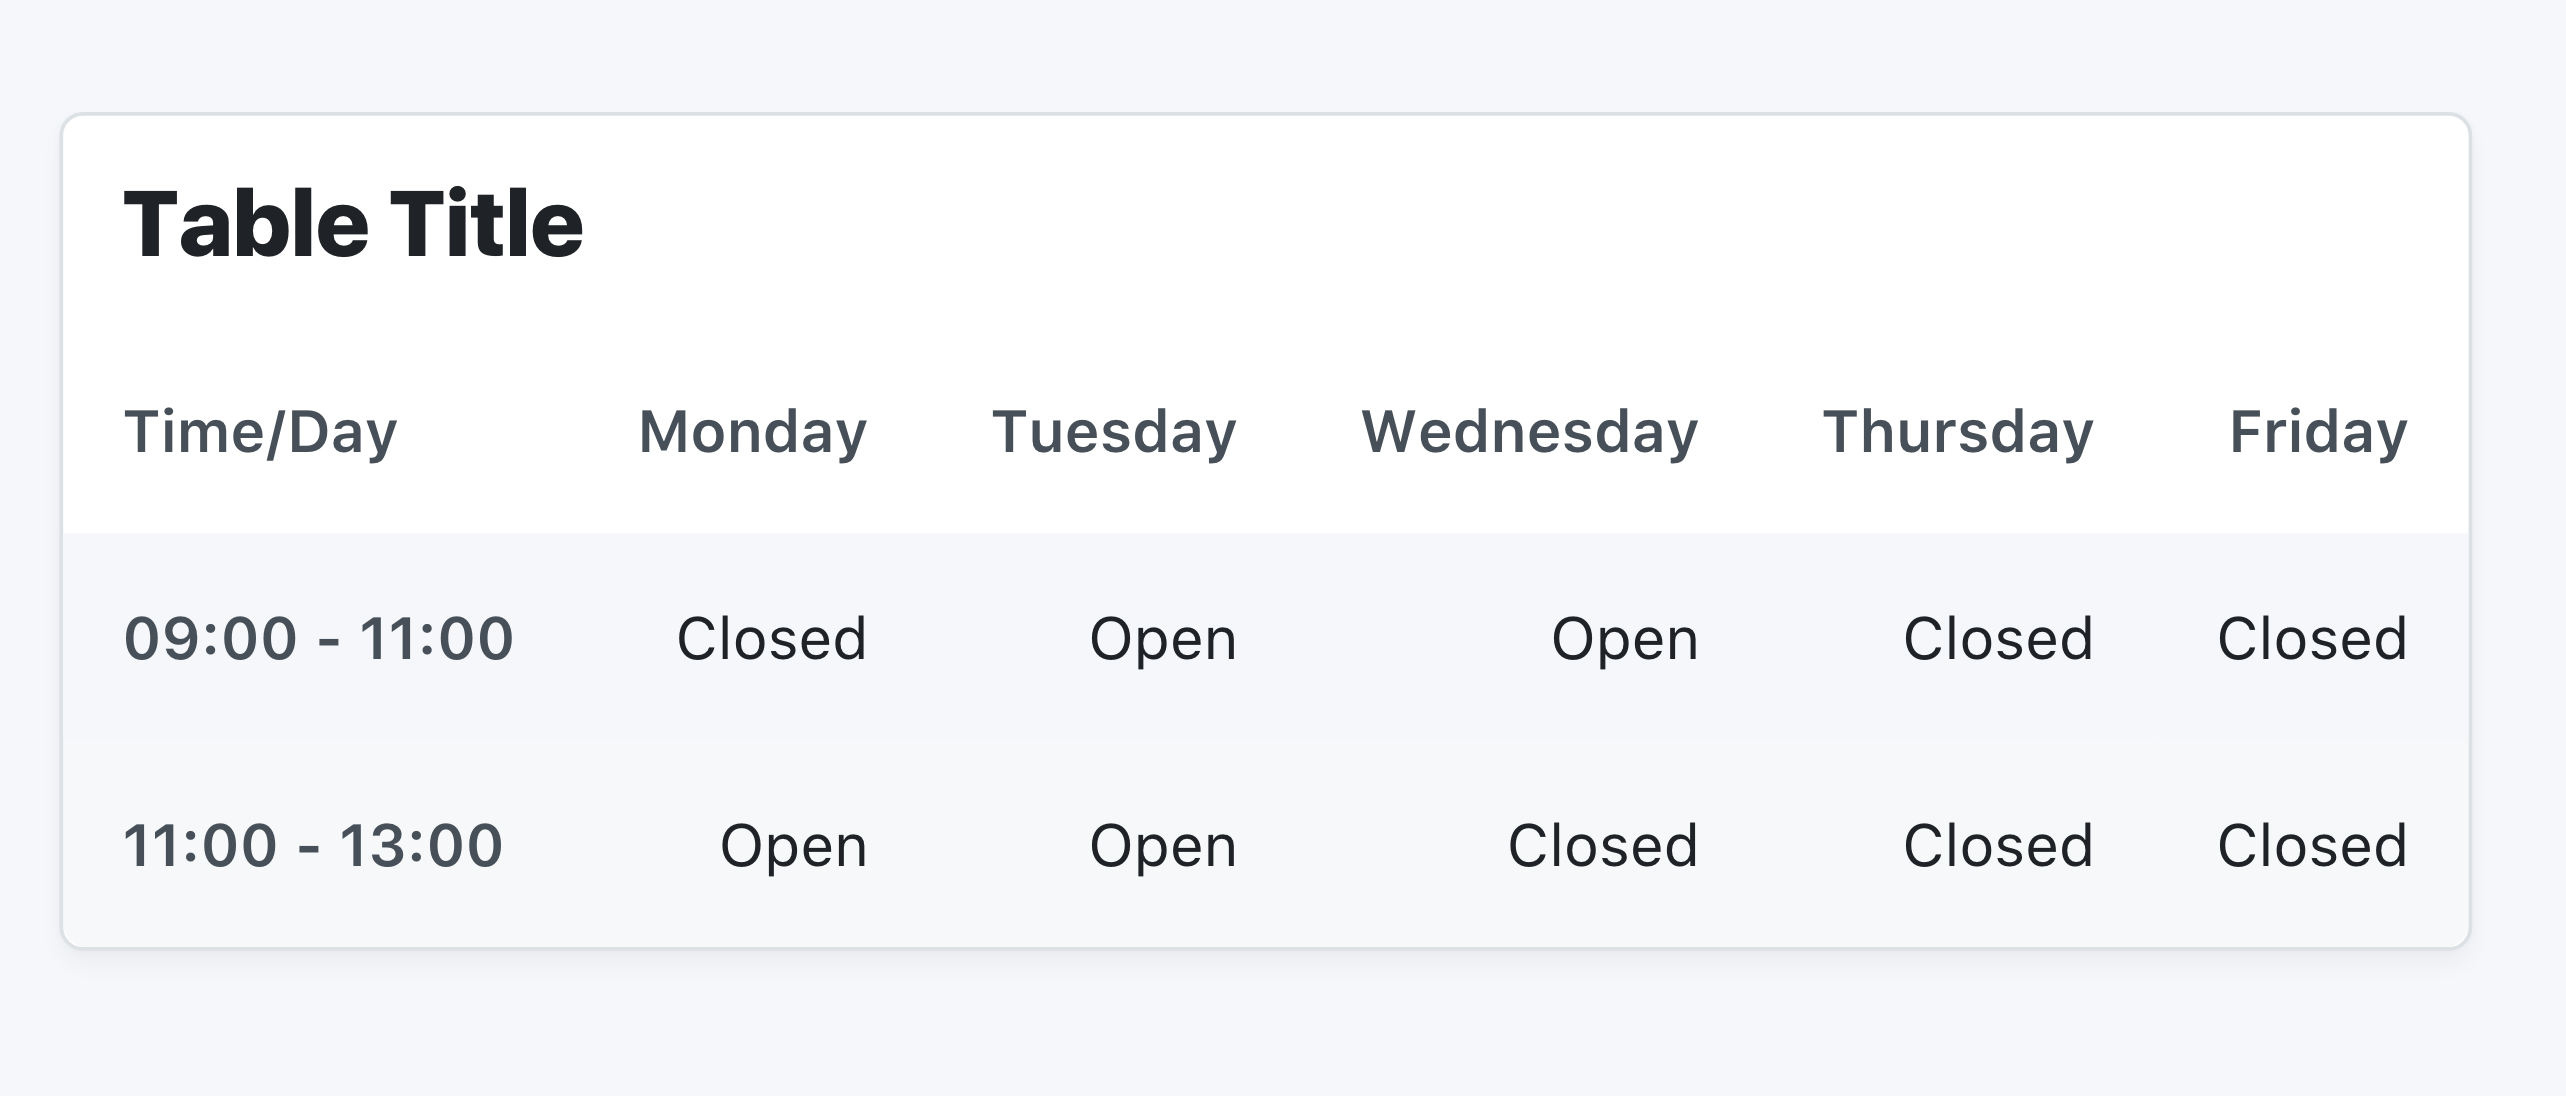 Table Title
Time/Day Monday Tuesday Wednesday Thursday Friday
09:00 - 11:00 Closed Open Open Closed Closed
11:00 - 13:00 Open Open Closed Closed Closed